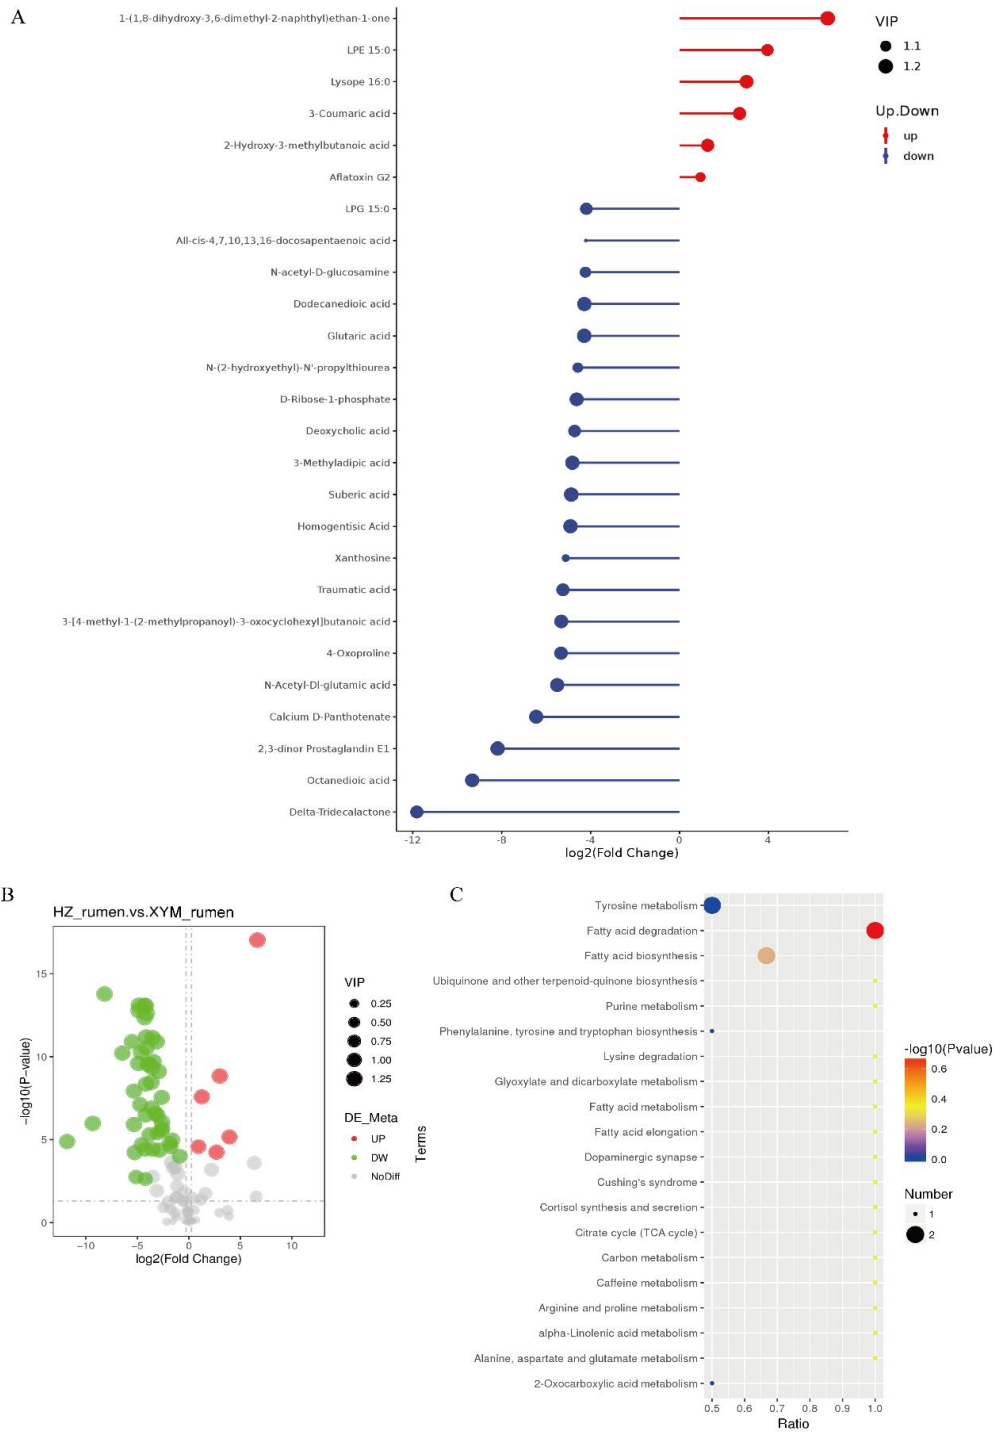 A
1-(1,8-dihydroxy-3,6-dimethyl-2-naphthyl)ethan-1-one
LPE 15:0
Lysope 16:0
3-Coumaric acid
2-Hydroxy-3-methylbutanoic acid
Aflatoxin G2
LPG 15:0
All-cis-4,7,10,13,16-docosapentaenoic acid
N-acetyl-D-glucosamine
Dodecanedioic acid
Glutaric acid
N-(2-hydroxyethyl)-N'-propylthiourea
D-Ribose-1-phosphate
Deoxycholic acid
3-Methyladipic acid
Suberic acid
Homogentisic Acid
Xanthosine
Traumatic acid
3-[4-methyl-1-(2-methylpropanoyl)-3-oxocyclohexyl]butanoic acid
4-Oxoproline
N-Acetyl-Dl-glutamic acid
Calcium D-Panthotenate
2,3-dinor Prostaglandin E1
Octanedioic acid
Delta-Tridecalactone
-12 -8 -4 0 4
log2(Fold Change)
VIP
1.1
1.2
Up.Down
up
down
B
HZ_rumen.vs.XYM_rumen
−log10(P−value)
15
10
5
0
−10 −5 0 5 10
log2(Fold Change)
VIP
0.25
0.50
0.75
1.00
1.25
DE_Meta
UP
DW
NoDiff
C
Terms
Tyrosine metabolism
Fatty acid degradation
Fatty acid biosynthesis
Ubiquinone and other terpenoid-quinone biosynthesis
Purine metabolism
Phenylalanine, tyrosine and tryptophan biosynthesis
Lysine degradation
Glyoxylate and dicarboxylate metabolism
Fatty acid metabolism
Fatty acid elongation
Dopaminergic synapse
Cushing's syndrome
Cortisol synthesis and secretion
Citrate cycle (TCA cycle)
Carbon metabolism
Caffeine metabolism
Arginine and proline metabolism
alpha-Linolenic acid metabolism
Alanine, aspartate and glutamate metabolism
2-Oxocarboxylic acid metabolism
0.5 0.6 0.7 0.8 0.9 1.0
Ratio
-log10(Pvalue)
0.6
0.4
0.2
0.0
Number
1
2